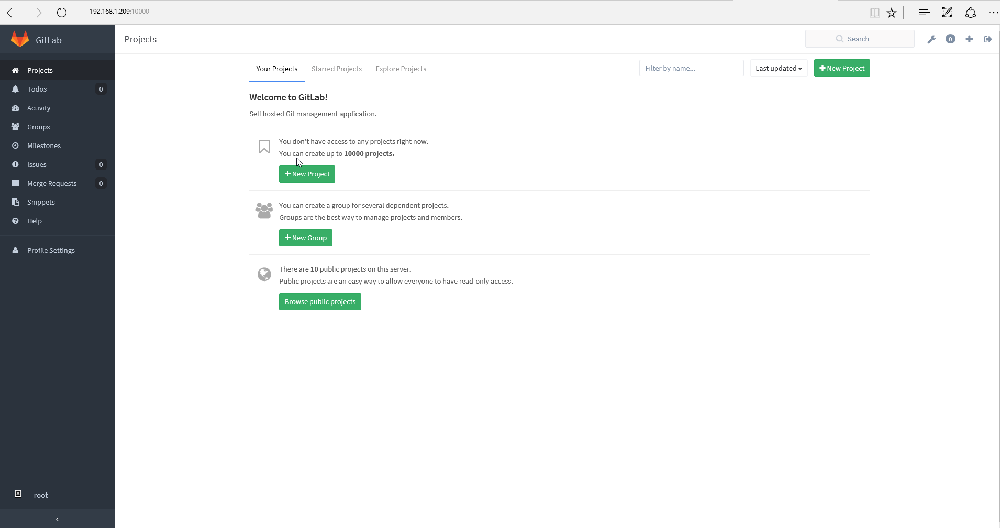 192.168.1.209:10000
GitLab
Projects
Search
0
Projects
Todos 0
Activity
Groups
Milestones
Issues 0
Merge Requests 0
Snippets
Help
Profile Settings
root
Your Projects Starred Projects Explore Projects
Filter by name...
Last updated
New Project
Welcome to GitLab!
Self hosted Git management application.
You don't have access to any projects right now.
You can create up to 10000 projects.
New Project
You can create a group for several dependent projects.
Groups are the best way to manage projects and members.
New Group
There are 10 public projects on this server.
Public projects are an easy way to allow everyone to have read-only access.
Browse public projects